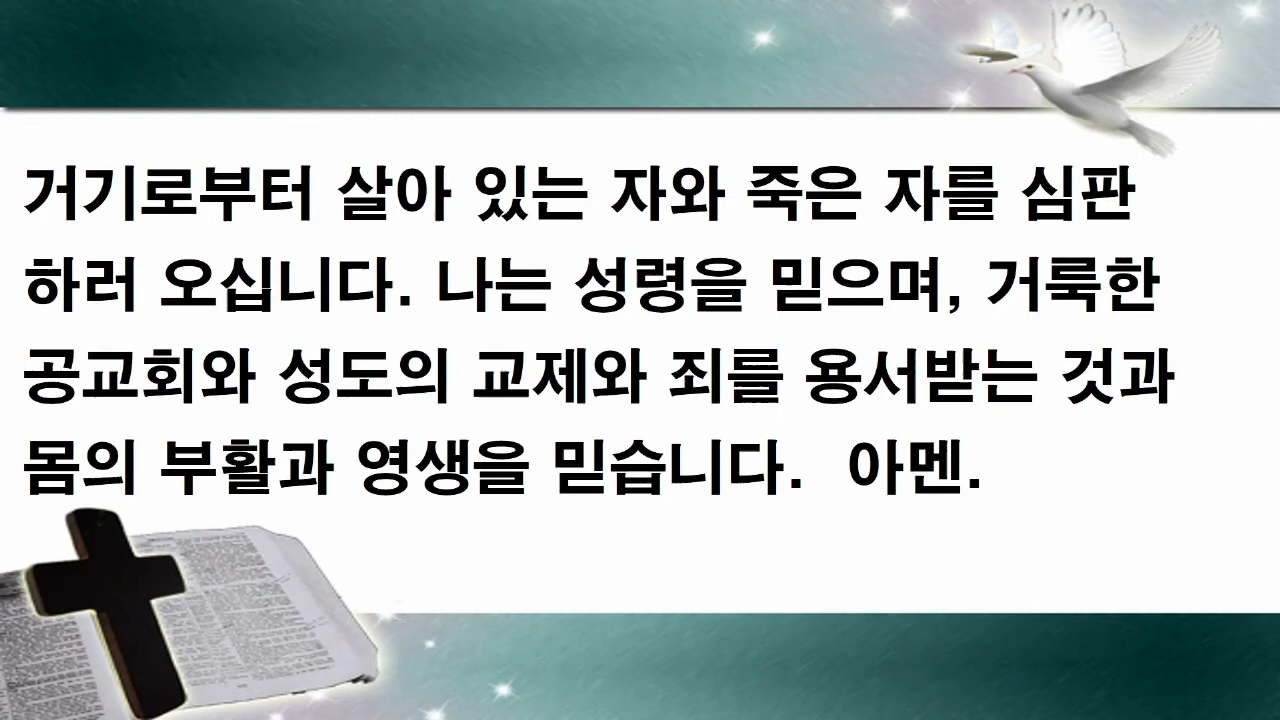 거기로부터 살아 있는 자와 죽은 자를 심판
하러 오십니다. 나는 성령을 믿으며, 거룩한
공교회와 성도의 교제와 죄를 용서받는 것과
몸의 부활과 영생을 믿습니다.  아멘.